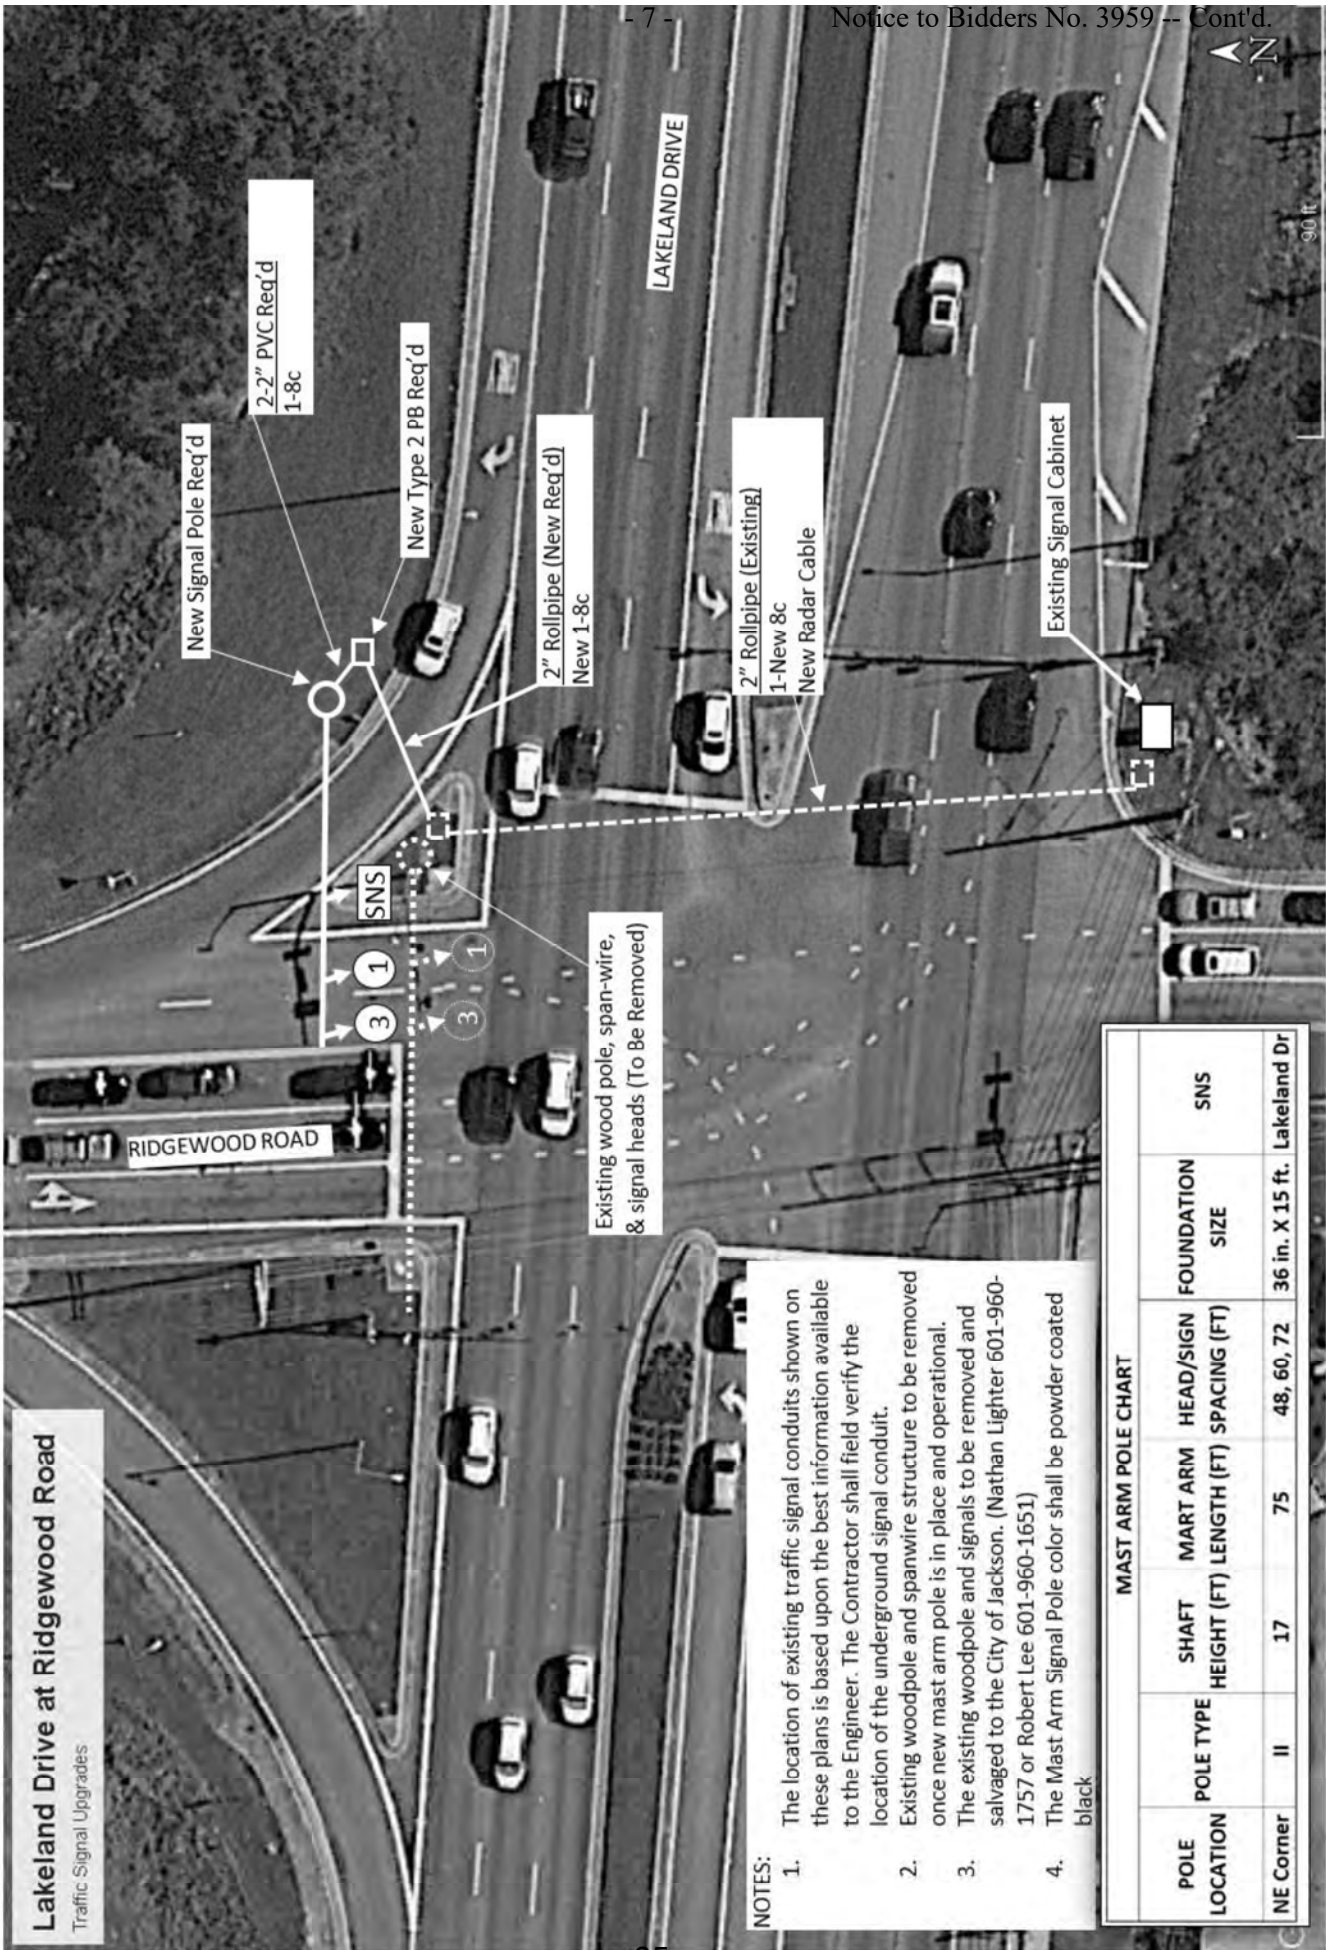 - 7 -
Notice to Bidders No. 3959 -- Cont'd.
Lakeland Drive at Ridgewood Road
Traffic Signal Upgrades
N
90 ft
LAKELAND DRIVE
RIDGEWOOD ROAD
New Signal Pole Req'd
2-2" PVC Req'd
1-8c
New Type 2 PB Req'd
2" Rollpipe (New Req'd)
New 1-8c
2" Rollpipe (Existing)
1-New 8c
New Radar Cable
Existing Signal Cabinet
SNS
1
3
1
3
Existing wood pole, span-wire,
& signal heads (To Be Removed)
NOTES:
1. The location of existing traffic signal conduits shown on
these plans is based upon the best information available
to the Engineer. The Contractor shall field verify the
location of the underground signal conduit.
2. Existing woodpole and spanwire structure to be removed
once new mast arm pole is in place and operational.
3. The existing woodpole and signals to be removed and
salvaged to the City of Jackson. (Nathan Lighter 601-960-
1757 or Robert Lee 601-960-1651)
4. The Mast Arm Signal Pole color shall be powder coated
black
MAST ARM POLE CHART
POLE LOCATION POLE TYPE SHAFT HEIGHT (FT) MART ARM LENGTH (FT) HEAD/SIGN SPACING (FT) FOUNDATION SIZE SNS
NE Corner II 17 75 48, 60, 72 36 in. X 15 ft. Lakeland Dr